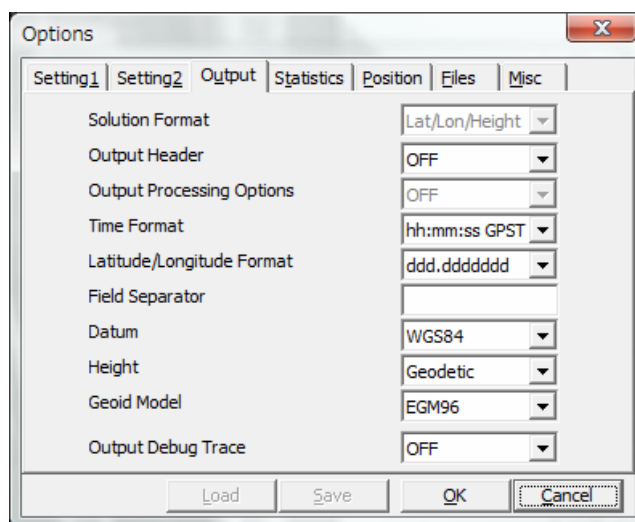 Options
Setting1 Setting2 Output Statistics Position Files Misc
Solution Format Lat/Lon/Height
Output Header OFF
Output Processing Options OFF
Time Format hh:mm:ss GPST
Latitude/Longitude Format ddd.ddddddd
Field Separator
Datum WGS84
Height Geodetic
Geoid Model EGM96
Output Debug Trace OFF
Load Save OK Cancel